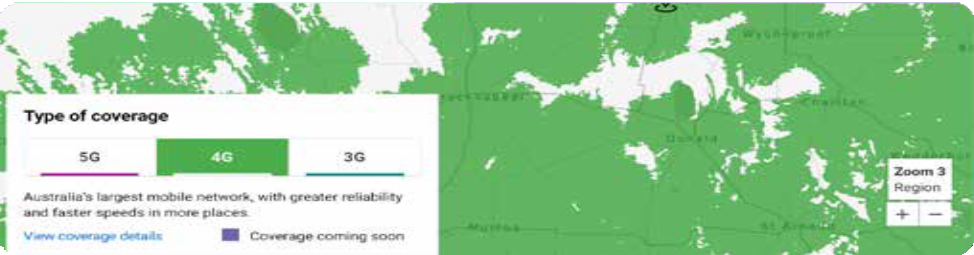 Wycheproof
Charlton
Donald
Type of coverage
5G
4G
3G
Australia's largest mobile network, with greater reliability
and faster speeds in more places.
View coverage details
Coverage coming soon
Zoom 3
Region
+
−
Murtoa
St Arnaud